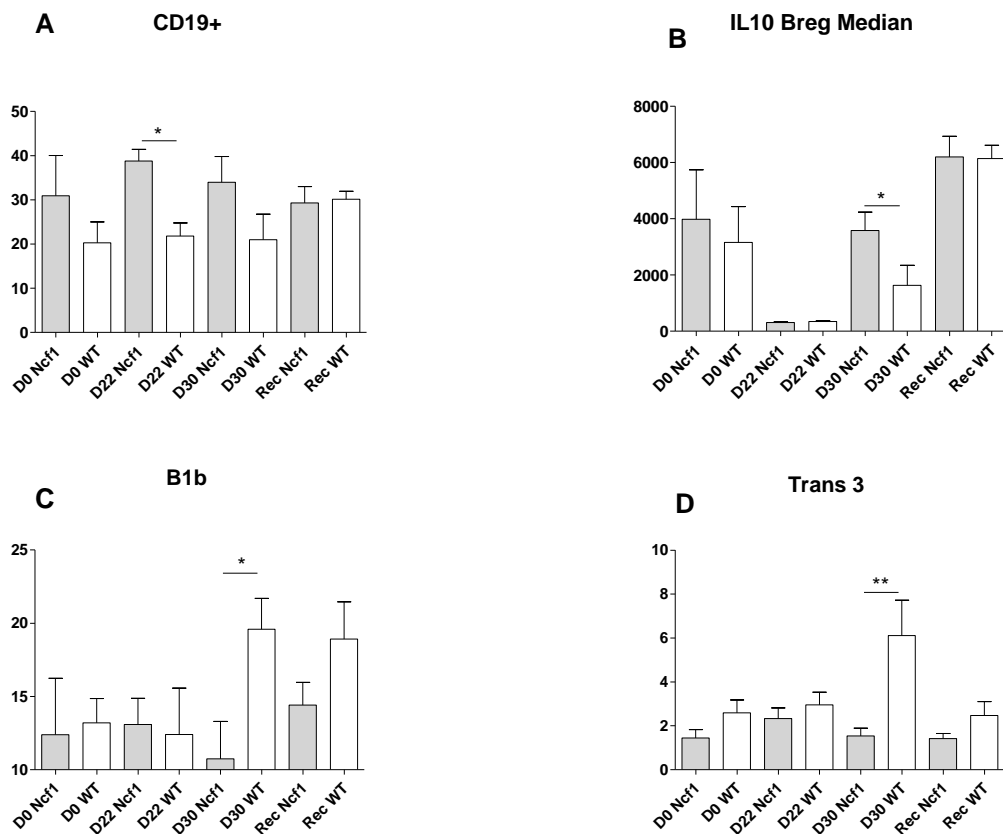 A
CD19+
50
*
40
30
20
10
0
D0 Ncf1
D0 WT
D22 Ncf1
D22 WT
D30 Ncf1
D30 WT
Rec Ncf1
Rec WT
B
IL10 Breg Median
8000
6000
*
4000
2000
0
D0 Ncf1
D0 WT
D22 Ncf1
D22 WT
D30 Ncf1
D30 WT
Rec Ncf1
Rec WT
C
B1b
25
*
20
15
10
D0 Ncf1
D0 WT
D22 Ncf1
D22 WT
D30 Ncf1
D30 WT
Rec Ncf1
Rec WT
D
Trans 3
10
8
**
6
4
2
0
D0 Ncf1
D0 WT
D22 Ncf1
D22 WT
D30 Ncf1
D30 WT
Rec Ncf1
Rec WT